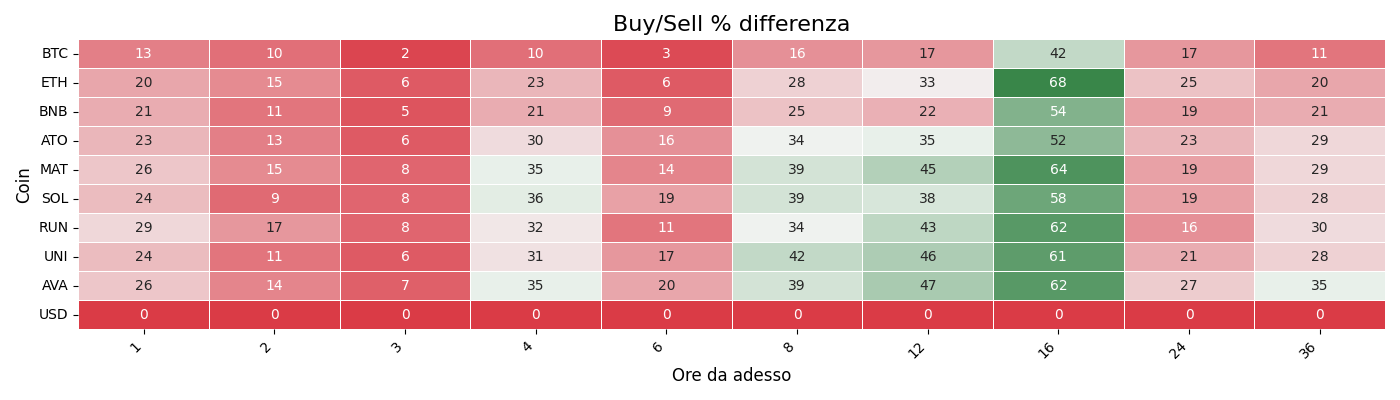 Buy/Sell % differenza
Coin
BTC 13 10 2 10 3 16 17 42 17 11
ETH 20 15 6 23 6 28 33 68 25 20
BNB 21 11 5 21 9 25 22 54 19 21
ATO 23 13 6 30 16 34 35 52 23 29
MAT 26 15 8 35 14 39 45 64 19 29
SOL 24 9 8 36 19 39 38 58 19 28
RUN 29 17 8 32 11 34 43 62 16 30
UNI 24 11 6 31 17 42 46 61 21 28
AVA 26 14 7 35 20 39 47 62 27 35
USD 0 0 0 0 0 0 0 0 0 0
1 2 3 4 6 8 12 16 24 36
Ore da adesso